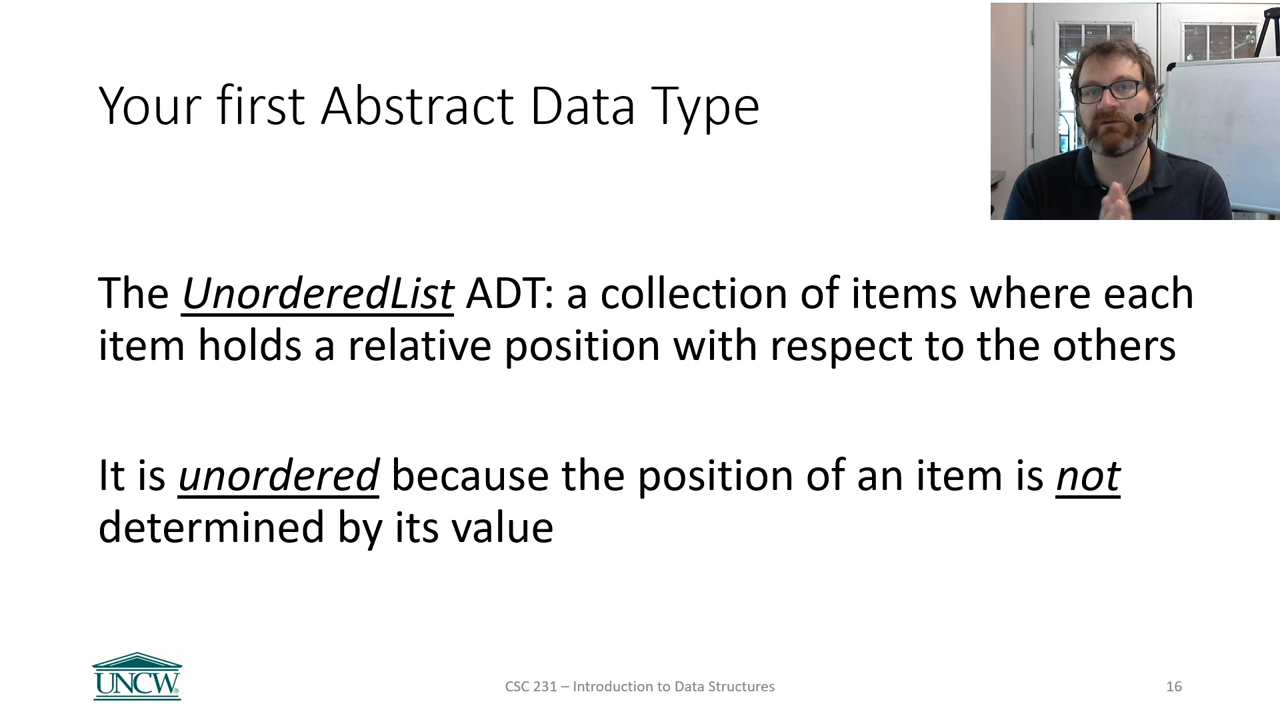 Your first Abstract Data Type
The UnorderedList ADT: a collection of items where each
item holds a relative position with respect to the others
It is unordered because the position of an item is not
determined by its value
UNCW
CSC 231 – Introduction to Data Structures
16